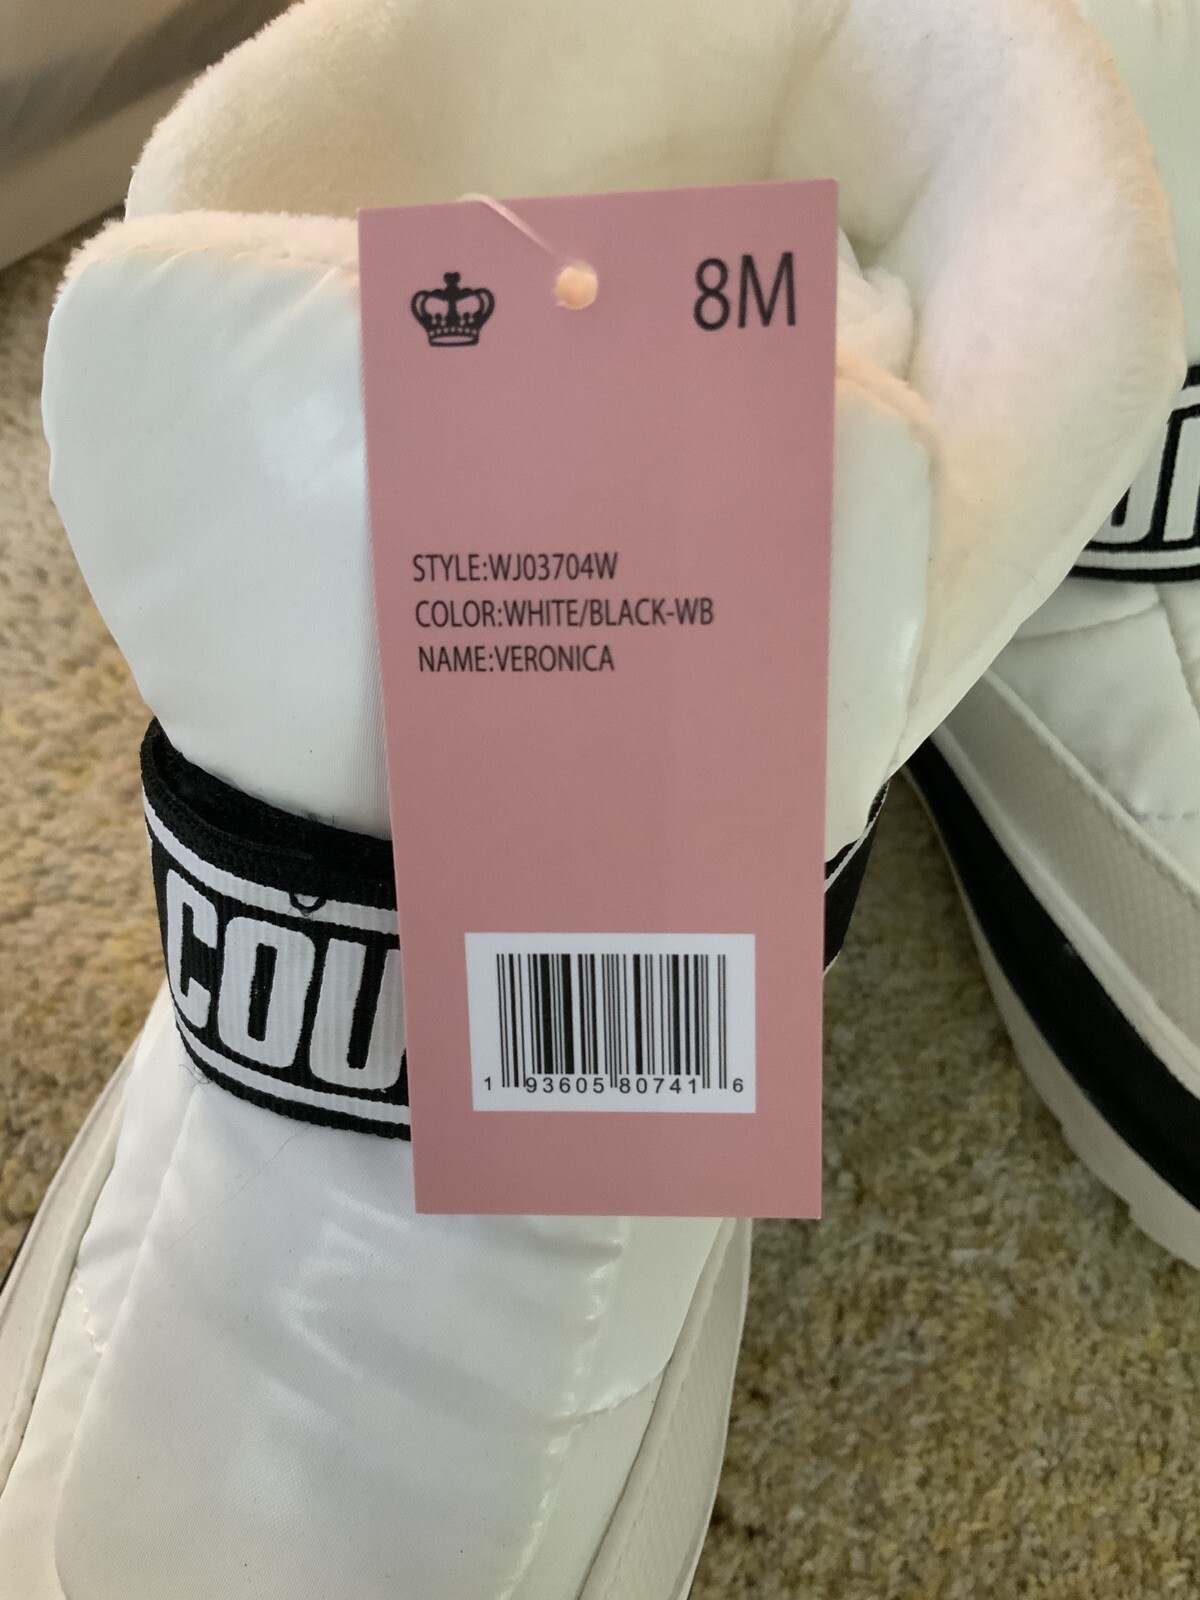 8M
STYLE:WJ03704W
COLOR:WHITE/BLACK-WB
NAME:VERONICA
COU
1 93605 80741 6